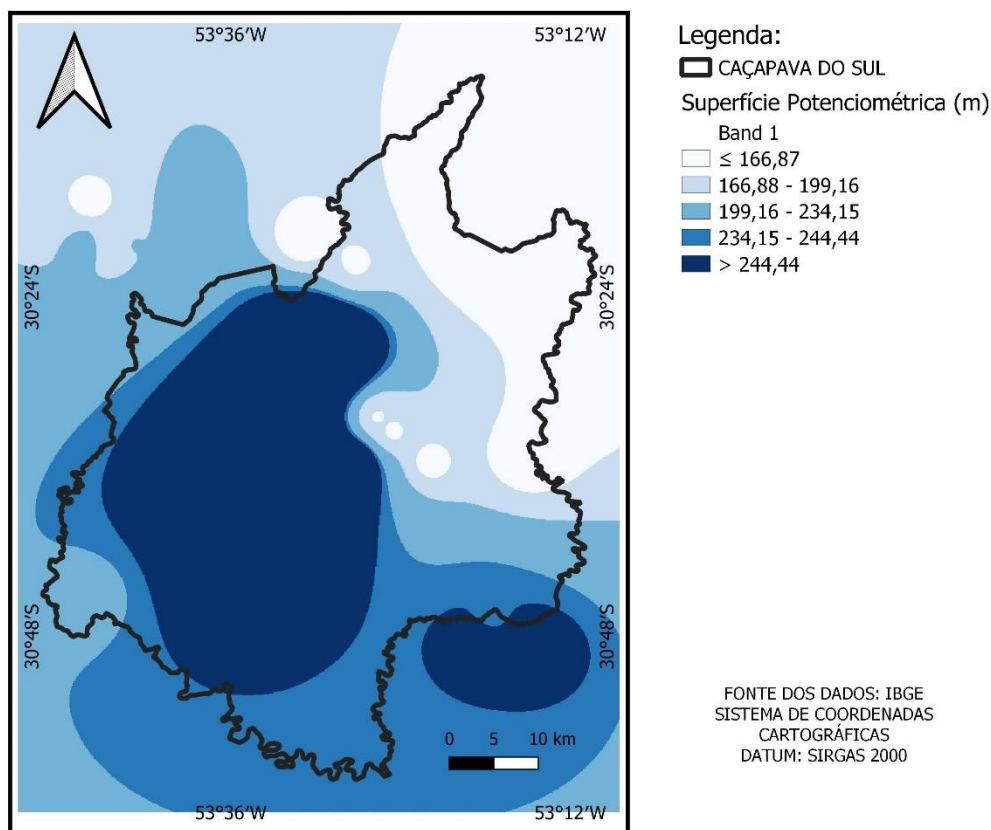 53°36′W
53°12′W
30°24′S
30°24′S
30°48′S
30°48′S
0 5 10 km
53°36′W
53°12′W
Legenda:
CAÇAPAVA DO SUL
Superfície Potenciométrica (m)
Band 1
≤ 166,87
166,88 - 199,16
199,16 - 234,15
234,15 - 244,44
> 244,44
FONTE DOS DADOS: IBGE
SISTEMA DE COORDENADAS
CARTOGRÁFICAS
DATUM: SIRGAS 2000